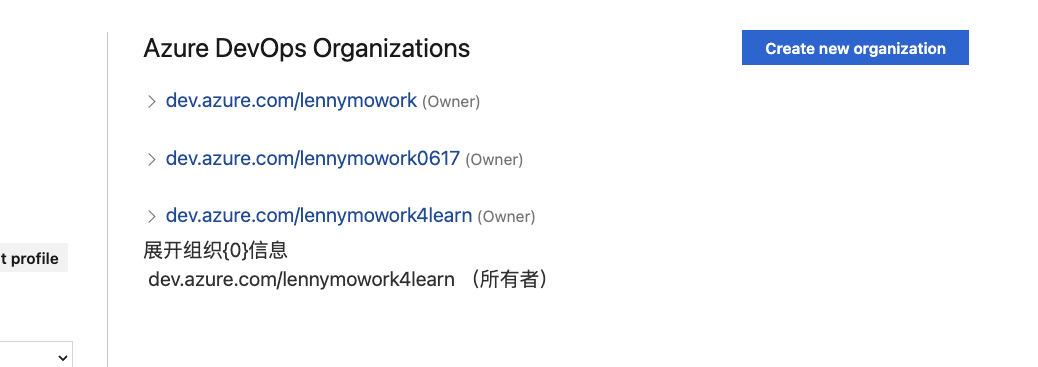 Azure DevOps Organizations
Create new organization
dev.azure.com/lennymowork (Owner)
dev.azure.com/lennymowork0617 (Owner)
dev.azure.com/lennymowork4learn (Owner)
展开组织{0}信息
t profile
dev.azure.com/lennymowork4learn （所有者）